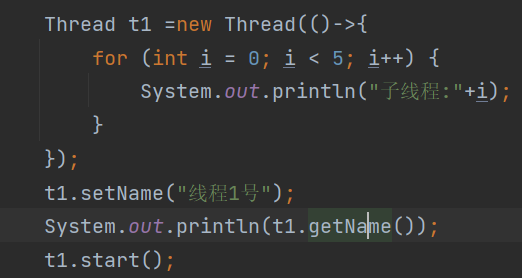 Thread t1 =new Thread(()->{
for (int i = 0; i < 5; i++) {
System.out.println("子线程:"+i);
}
});
t1.setName("线程1号");
System.out.println(t1.getName());
t1.start();